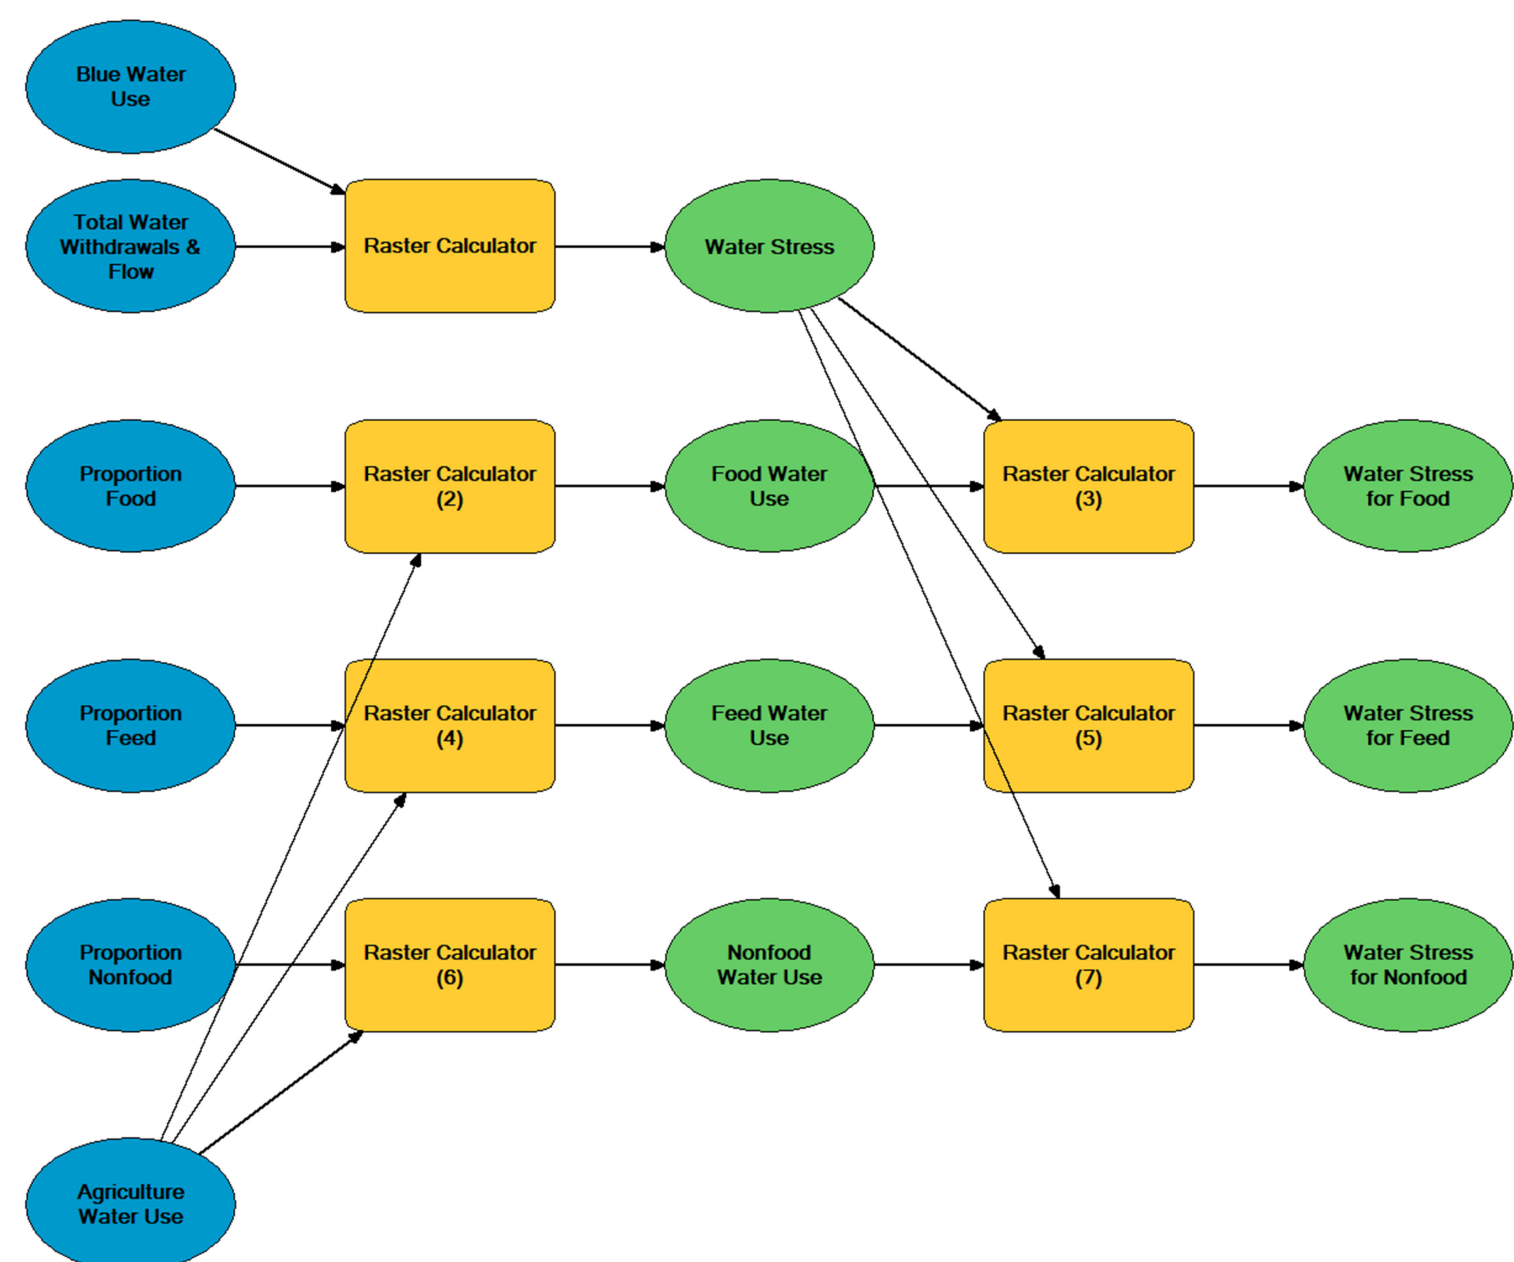 Blue Water
Use
Total Water
Withdrawals &
Flow
Raster Calculator
Water Stress
Proportion
Food
Raster Calculator
(2)
Food Water
Use
Raster Calculator
(3)
Water Stress
for Food
Proportion
Feed
Raster Calculator
(4)
Feed Water
Use
Raster Calculator
(5)
Water Stress
for Feed
Proportion
Nonfood
Raster Calculator
(6)
Nonfood
Water Use
Raster Calculator
(7)
Water Stress
for Nonfood
Agriculture
Water Use